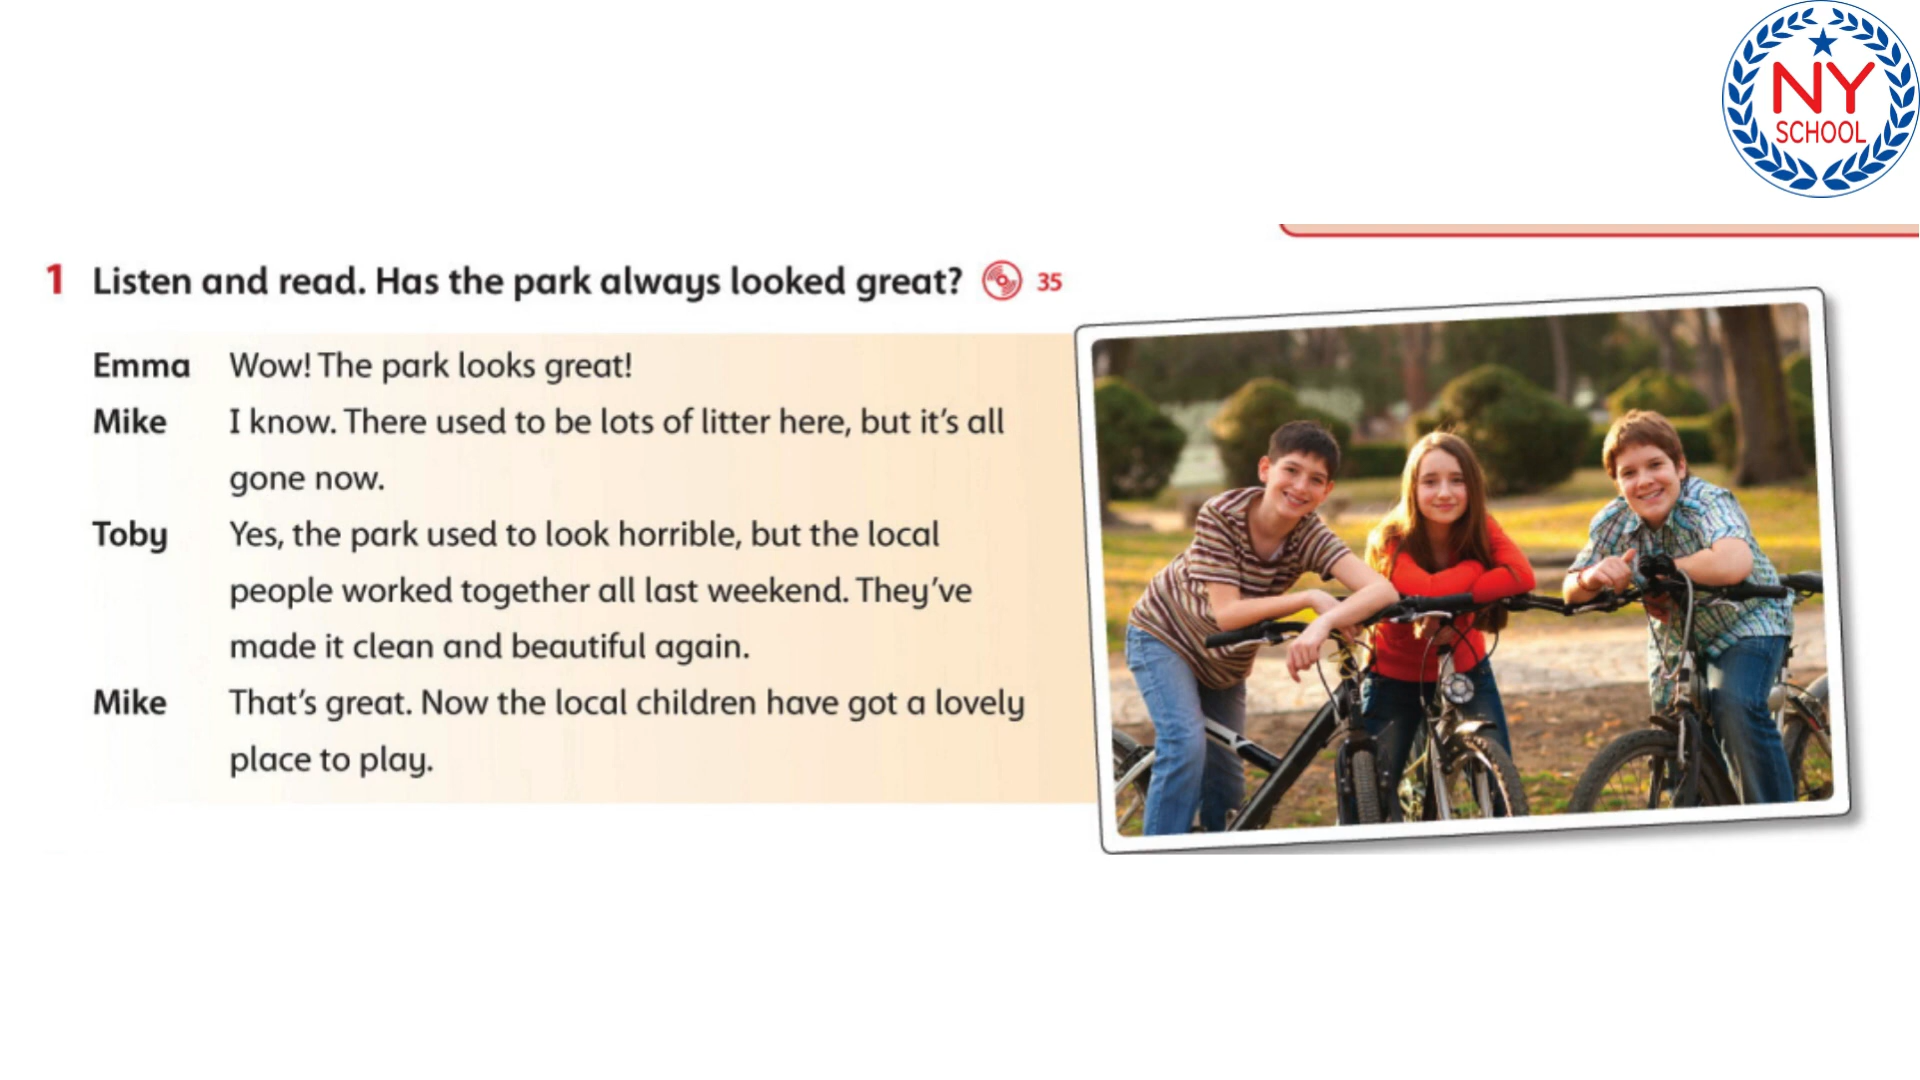 NY
SCHOOL
1 Listen and read. Has the park always looked great? 35
Emma Wow! The park looks great!
Mike I know. There used to be lots of litter here, but it's all
gone now.
Toby Yes, the park used to look horrible, but the local
people worked together all last weekend. They've
made it clean and beautiful again.
Mike That's great. Now the local children have got a lovely
place to play.